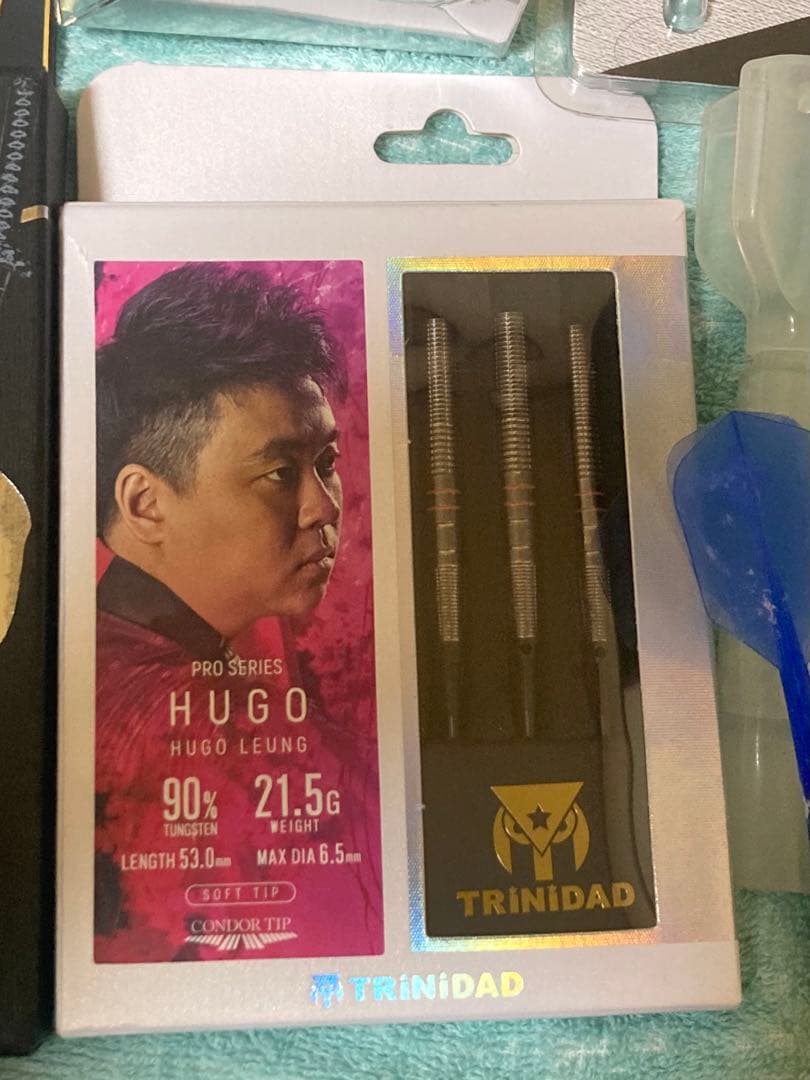 PRO SERIES
HUGO
HUGO LEUNG
90% 21.5G
TUNGSTEN WEIGHT
LENGTH 53.0mm MAX DIA 6.5mm
SOFT TIP
CONDOR TIP
TRiNiDAD
TRiNiDAD